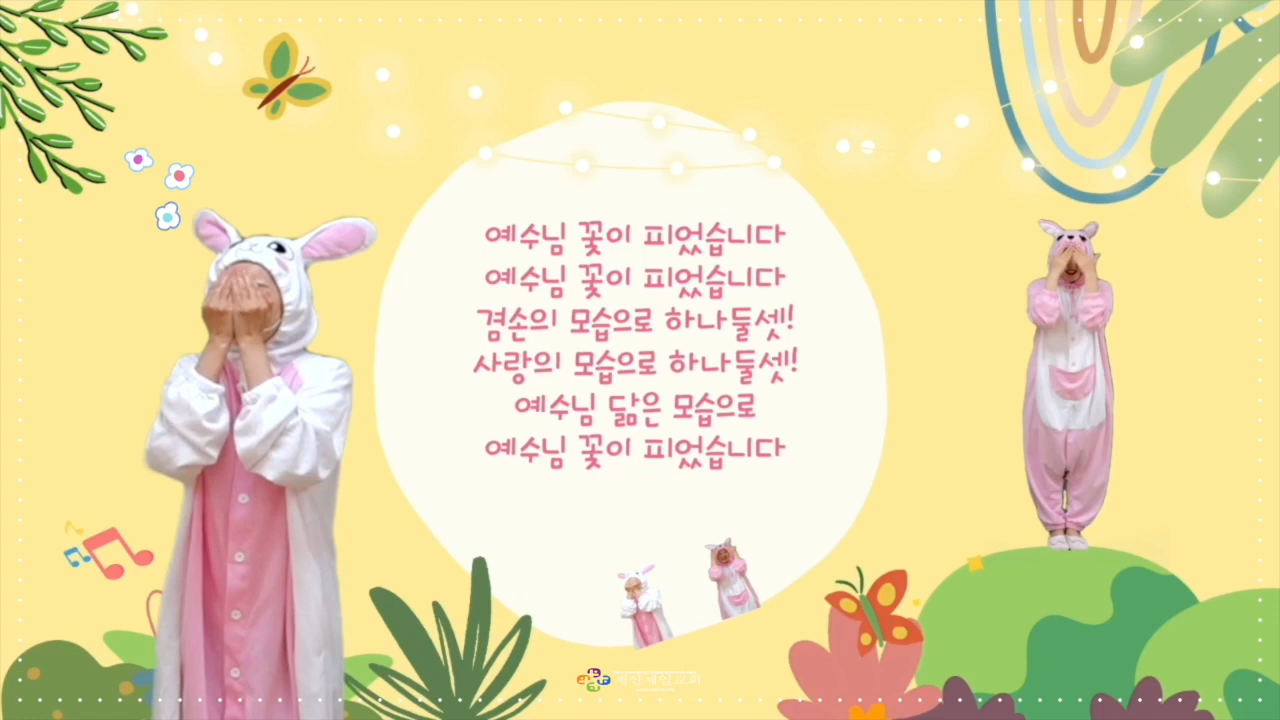 예수님 꽃이 피었습니다
예수님 꽃이 피었습니다
겸손의 모습으로 하나둘셋!
사랑의 모습으로 하나둘셋!
예수님 닮은 모습으로
예수님 꽃이 피었습니다